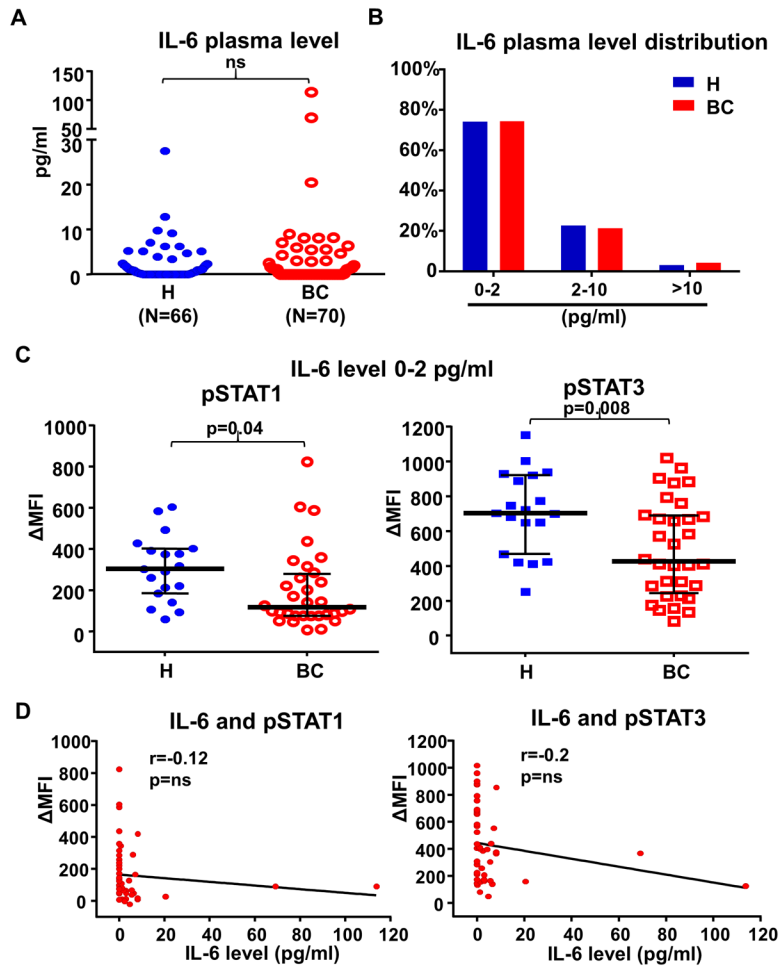 A
IL-6 plasma level
ns
150
100
50
30
20
10
0
pg/ml
H
BC
(N=66)
(N=70)
B
IL-6 plasma level distribution
H
BC
100%
80%
60%
40%
20%
0
0-2
2-10
>10
(pg/ml)
C
IL-6 level 0-2 pg/ml
pSTAT1
p=0.04
1000
800
600
400
200
0
ΔMFI
H
BC
pSTAT3
p=0.008
1200
1000
800
600
400
200
0
ΔMFI
H
BC
D
IL-6 and pSTAT1
r=-0.12
p=ns
1000
800
600
400
200
0
ΔMFI
0 20 40 60 80 100 120
IL-6 level (pg/ml)
IL-6 and pSTAT3
r=-0.2
p=ns
1200
1000
800
600
400
200
0
ΔMFI
0 20 40 60 80 100 120
IL-6 level (pg/ml)